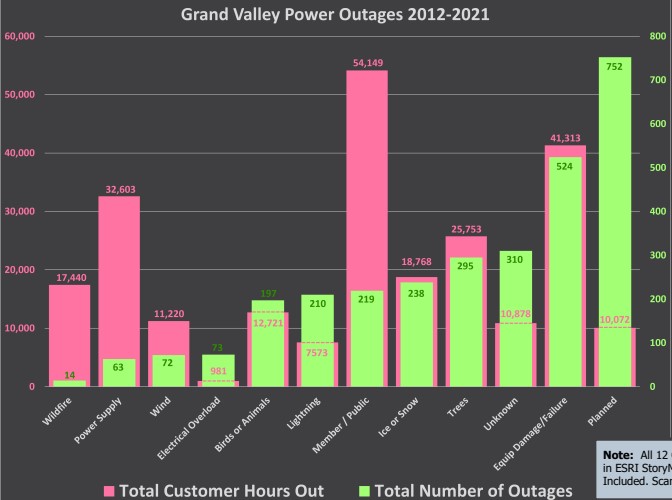 Grand Valley Power Outages 2012-2021
60,000
50,000
40,000
30,000
20,000
10,000
0
800
700
600
500
400
300
200
100
0
17,440
14
32,603
63
11,220
72
73
981
197
12,721
210
7573
54,149
219
18,768
238
25,753
295
310
10,878
41,313
524
752
10,072
Wildfire
Power Supply
Wind
Electrical Overload
Birds or Animals
Lightning
Member / Public
Ice or Snow
Trees
Unknown
Equip Damage/Failure
Planned
Total Customer Hours Out
Total Number of Outages
Note: All 12
in ESRI Story
Included.